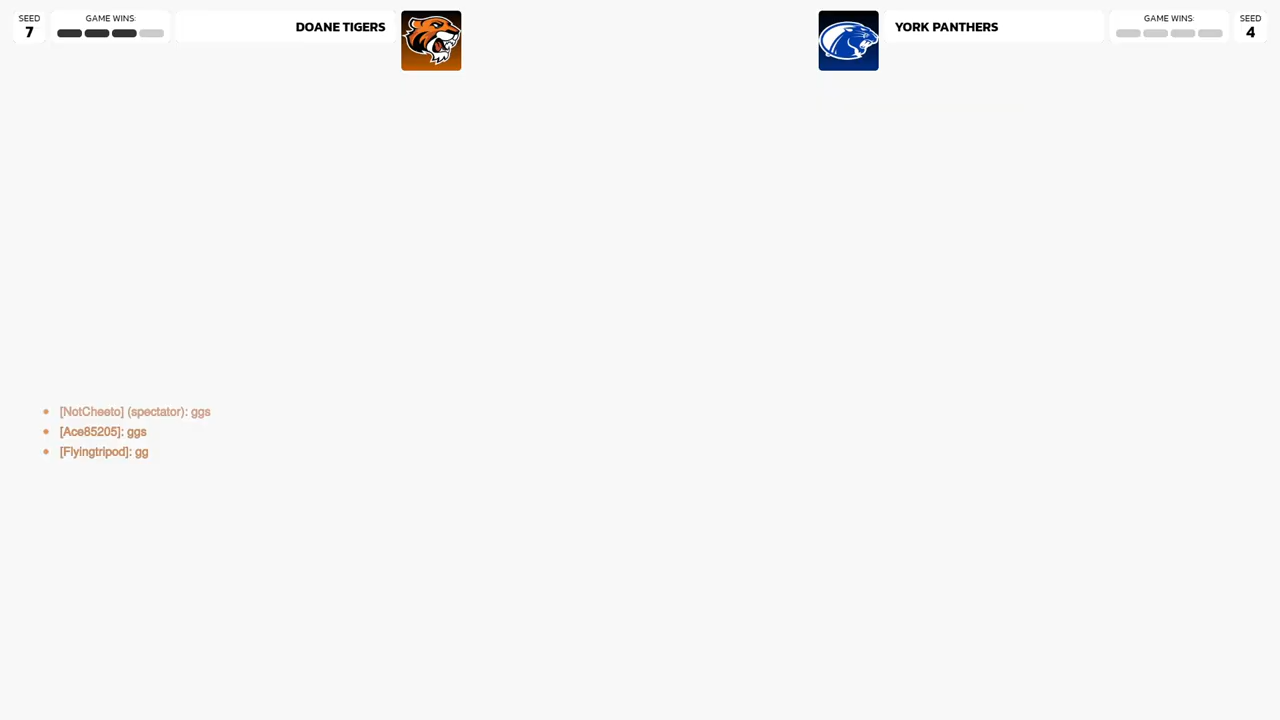 SEED
7
GAME WINS:
DOANE TIGERS
YORK PANTHERS
GAME WINS:
SEED
4
[NotCheeto] (spectator): ggs
[Ace85205]: ggs
[Flyingtripod]: gg